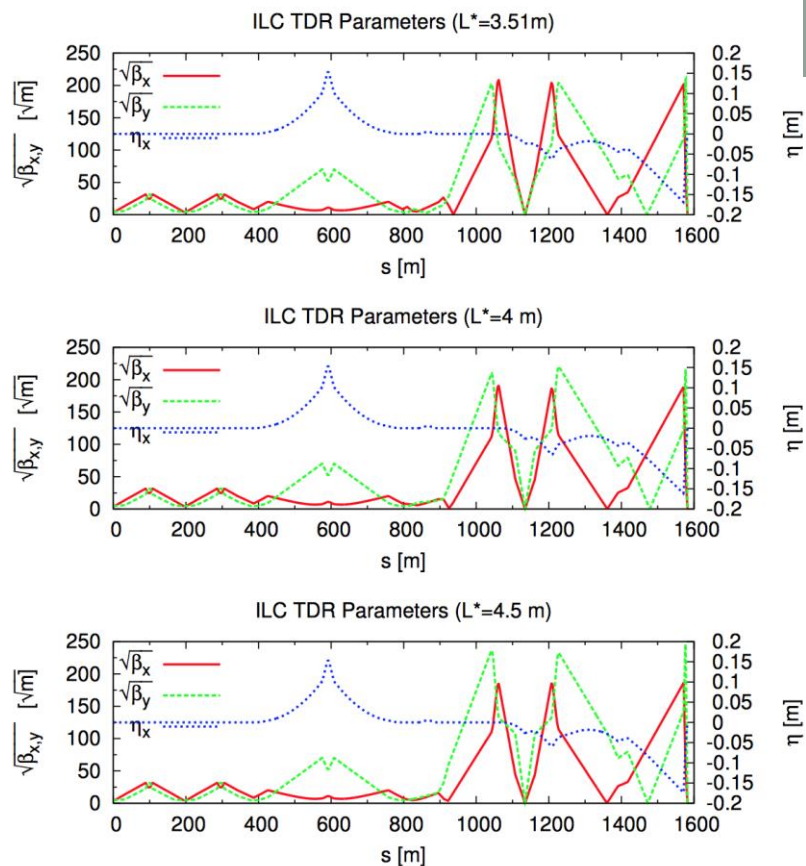 ILC TDR Parameters (L*=3.51m)
√βx,y [√m]
250
200
150
100
50
0
√βx
√βy
ηx
0.2
0.15
0.1
0.05
0
-0.05
-0.1
-0.15
-0.2
η [m]
0 200 400 600 800 1000 1200 1400 1600
s [m]
ILC TDR Parameters (L*=4 m)
√βx,y [√m]
250
200
150
100
50
0
√βx
√βy
ηx
0.2
0.15
0.1
0.05
0
-0.05
-0.1
-0.15
-0.2
η [m]
0 200 400 600 800 1000 1200 1400 1600
s [m]
ILC TDR Parameters (L*=4.5 m)
√βx,y [√m]
250
200
150
100
50
0
√βx
√βy
ηx
0.2
0.15
0.1
0.05
0
-0.05
-0.1
-0.15
-0.2
η [m]
0 200 400 600 800 1000 1200 1400 1600
s [m]